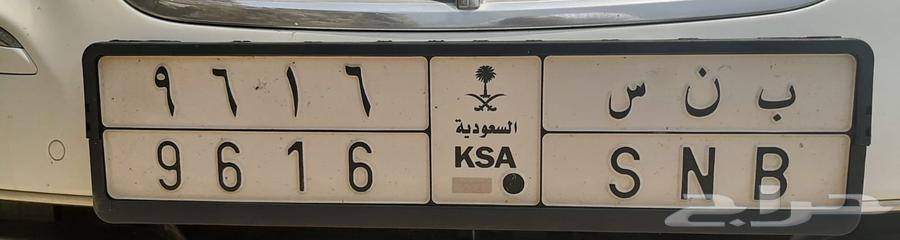 ٩٦١٦
السعودية
ب ن س
9616
KSA
SNB
حراج